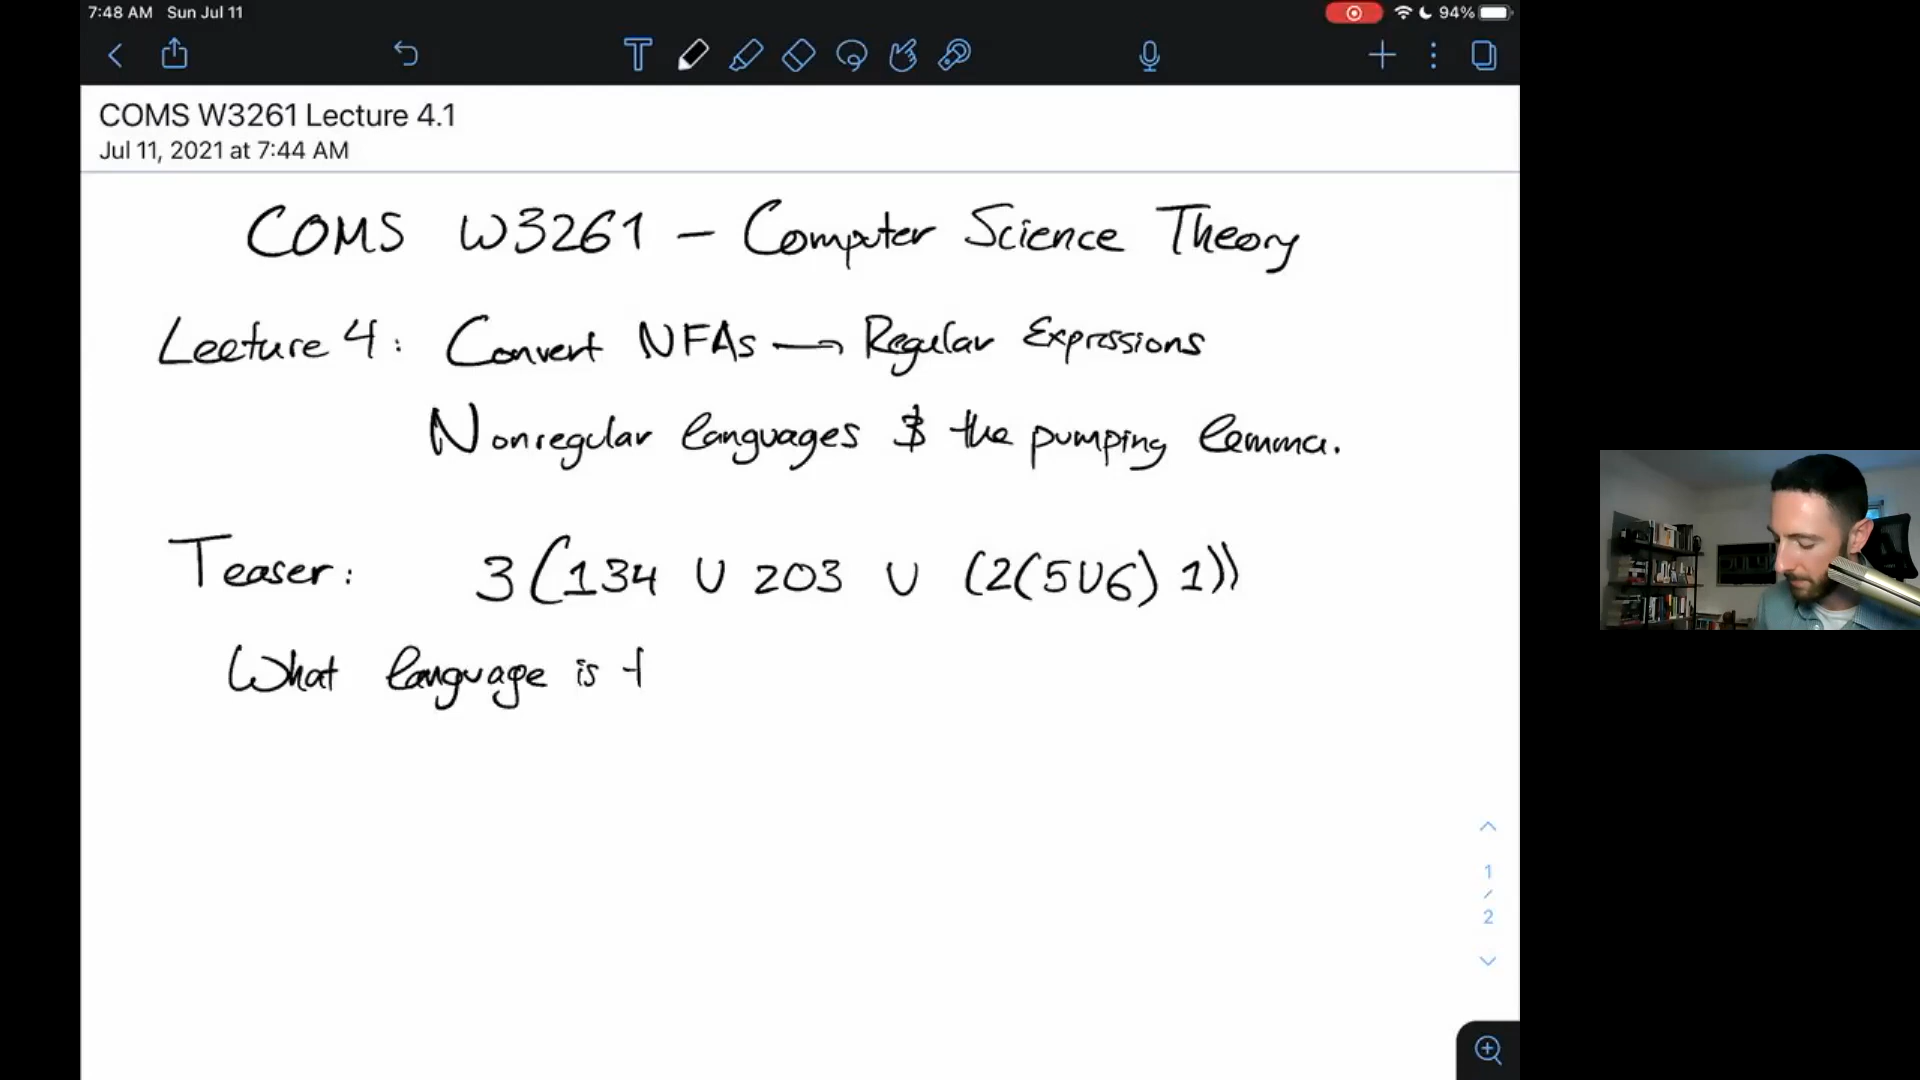 7:48 AM Sun Jul 11
94%
COMS W3261 Lecture 4.1
Jul 11, 2021 at 7:44 AM
COMS W3261 - Computer Science Theory
Lecture 4: Convert NFAs → Regular Expressions
Nonregular languages & the pumping lemma.
Teaser: 3(134 ∪ 203 ∪ (2(5∪6)1))
What language is t
1
/
2